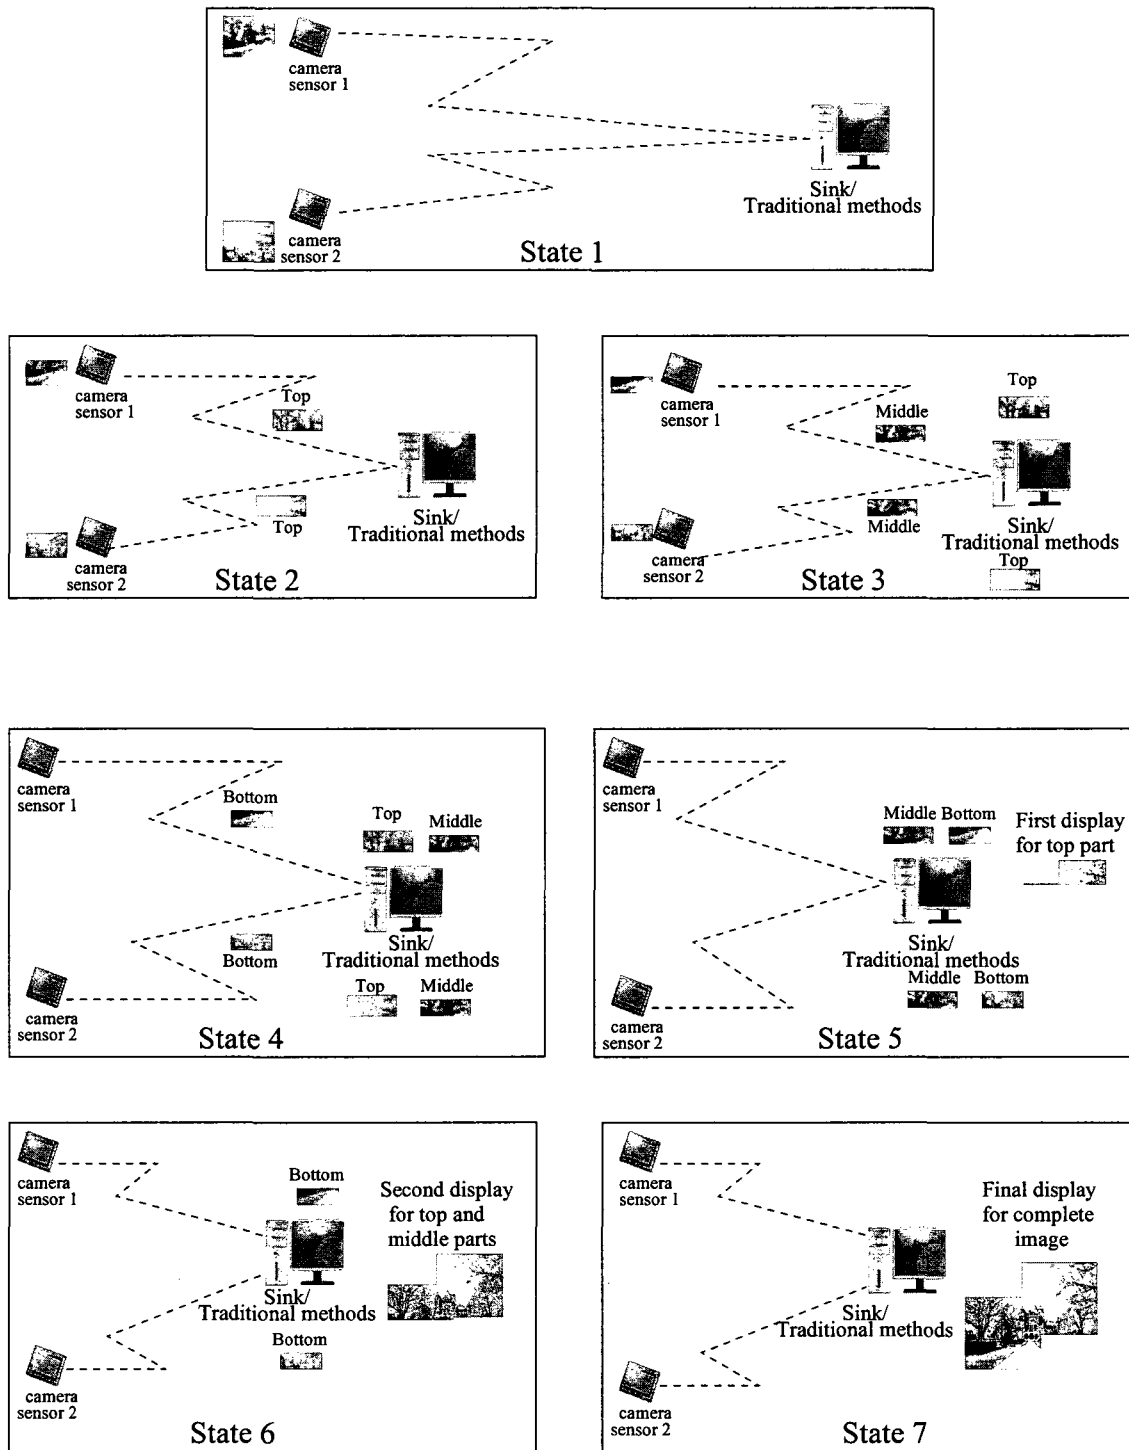 camera
sensor 1
Sink/
Traditional methods
camera
sensor 2
State 1
camera
sensor 1
Top
Top
Sink/
Traditional methods
camera
sensor 2
State 2
camera
sensor 1
Middle
Top
Middle
Sink/
Traditional methods
Top
camera
sensor 2
State 3
camera
sensor 1
Bottom
Top
Middle
Bottom
Sink/
Traditional methods
Top
Middle
camera
sensor 2
State 4
camera
sensor 1
Middle Bottom
First display
for top part
Sink/
Traditional methods
Middle
Bottom
camera
sensor 2
State 5
camera
sensor 1
Bottom
Second display
for top and
middle parts
Sink/
Traditional methods
Bottom
camera
sensor 2
State 6
camera
sensor 1
Final display
for complete
image
Sink/
Traditional methods
camera
sensor 2
State 7